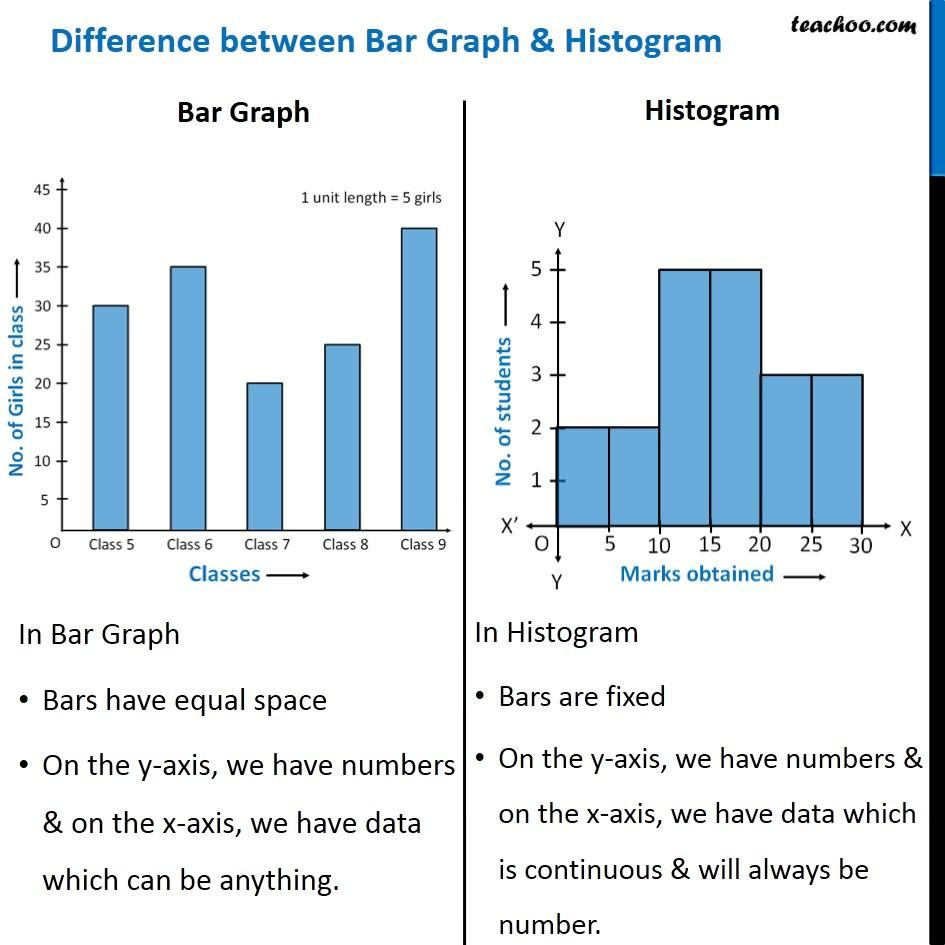 Difference between Bar Graph & Histogram
teachoo.com
Bar Graph
1 unit length = 5 girls
No. of Girls in class
45
40
35
30
25
20
15
10
5
O
Class 5 Class 6 Class 7 Class 8 Class 9
Classes
In Bar Graph
• Bars have equal space
• On the y-axis, we have numbers
& on the x-axis, we have data
which can be anything.
Histogram
Y
No. of students
5
4
3
2
1
X’
X
O 5 10 15 20 25 30
Y
Marks obtained
In Histogram
• Bars are fixed
• On the y-axis, we have numbers &
on the x-axis, we have data which
is continuous & will always be
number.